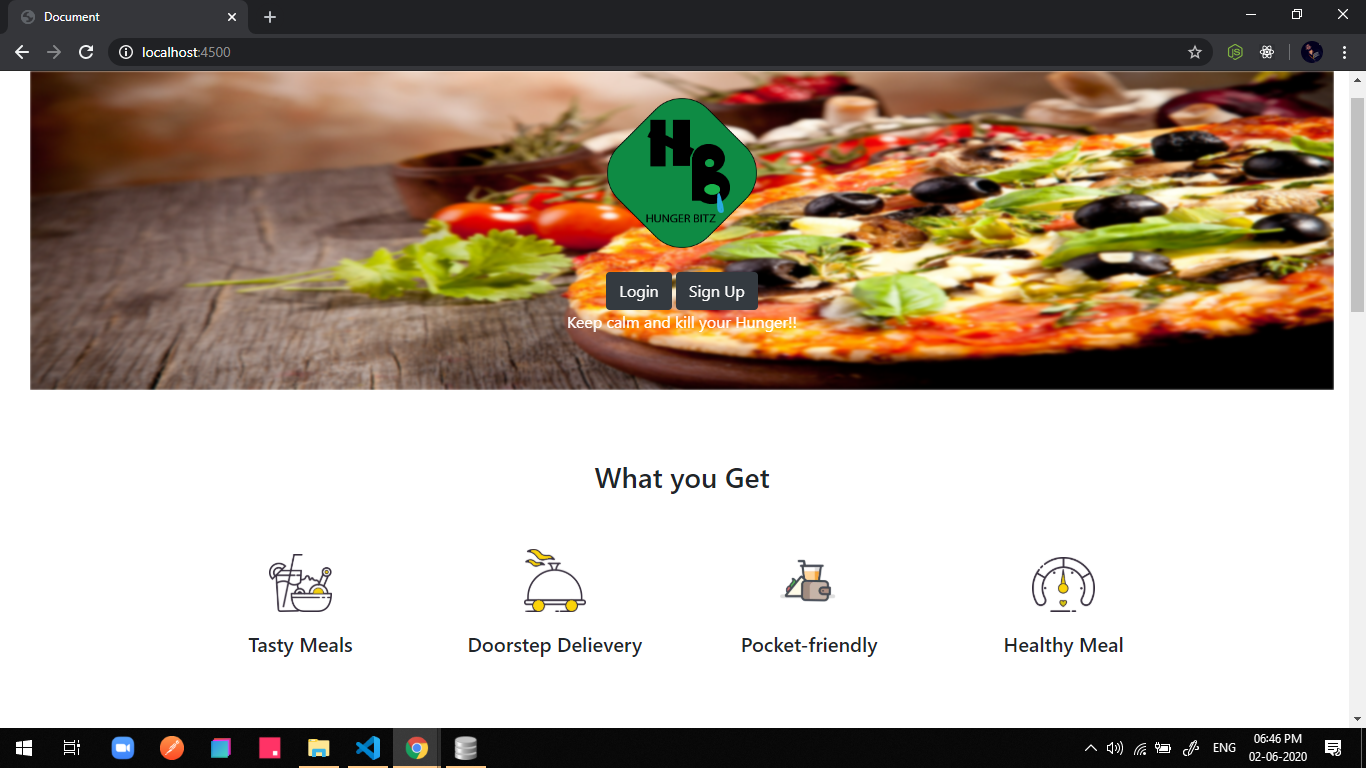 Document
localhost:4500
HB
HUNGER BITZ
Login Sign Up
Keep calm and kill your Hunger!!
What you Get
Tasty Meals Doorstep Delievery Pocket-friendly Healthy Meal
ENG 06:46 PM
02-06-2020